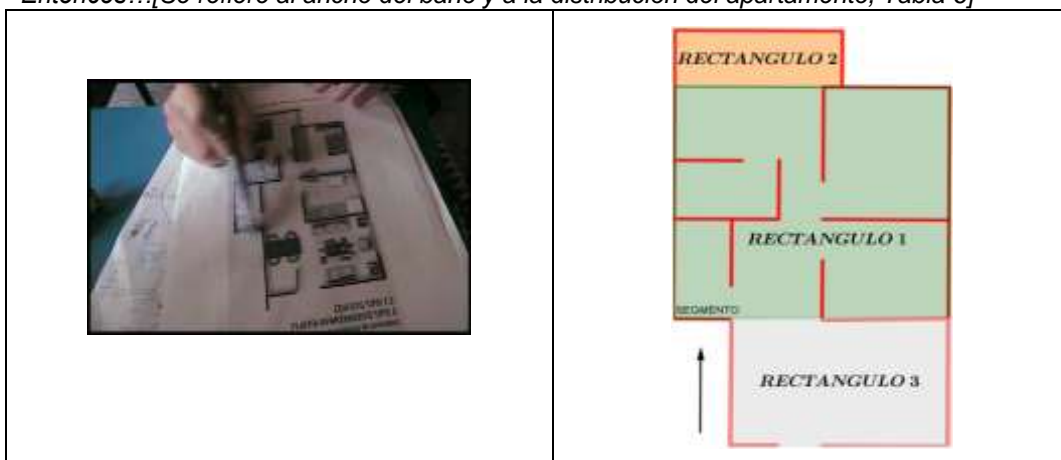 Entonces…[Se refiere al ancho del baño y a la distribución del apartamento, Tabla
RECTANGULO 2
RECTANGULO 1
SEGMENTO
RECTANGULO 3